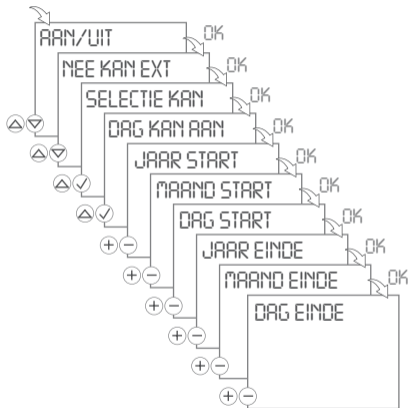 AAN/UIT
OK
NEE KAN EXT
OK
SELECTIE KAN
OK
DAG KAN AAN
OK
JAAR START
OK
MAAND START
OK
DAG START
OK
JAAR EINDE
OK
MAAND EINDE
OK
DAG EINDE